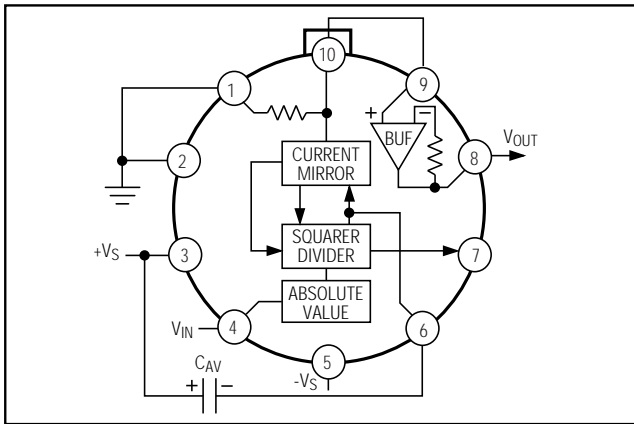 10
1
9
+ −
BUF
2
8
VOUT
CURRENT
MIRROR
+VS
3
SQUARER
DIVIDER
7
ABSOLUTE
VALUE
VIN
4
6
5
CAV
+ −
-VS